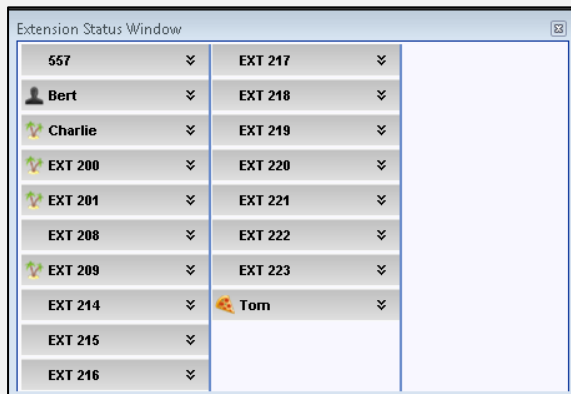 Extension Status Window
557
Bert
Charlie
EXT 200
EXT 201
EXT 208
EXT 209
EXT 214
EXT 215
EXT 216
EXT 217
EXT 218
EXT 219
EXT 220
EXT 221
EXT 222
EXT 223
Tom